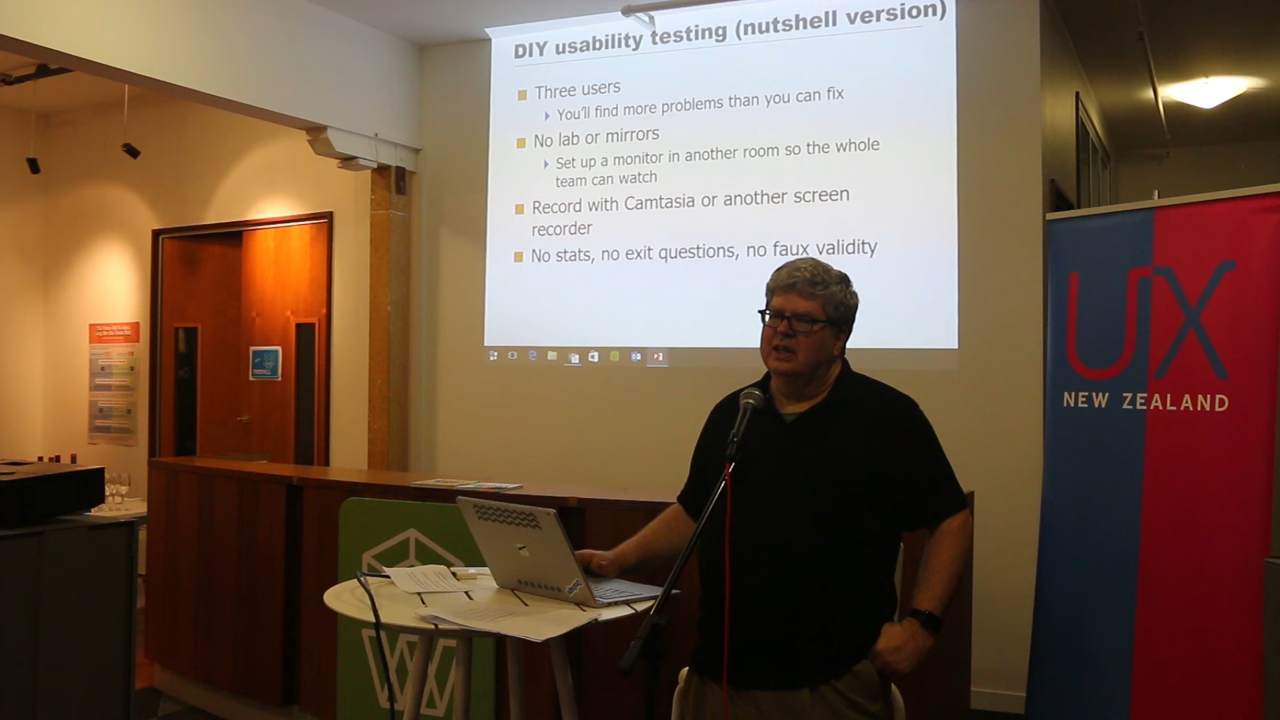 DIY usability testing (nutshell version)
Three users
You'll find more problems than you can fix
No lab or mirrors
Set up a monitor in another room so the whole
team can watch
Record with Camtasia or another screen
recorder
No stats, no exit questions, no faux validity
UX
NEW ZEALAND
W